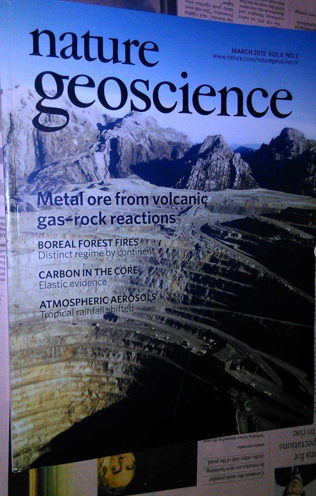 nature
geoscience
MARCH 2015 VOL 8 NO 3
www.nature.com/naturegeoscience
Metal ore from volcanic
gas–rock reactions
BOREAL FOREST FIRES
Distinct regime by continent
CARBON IN THE CORE
Elastic evidence
ATMOSPHERIC AEROSOLS
Tropical rainfall shifted